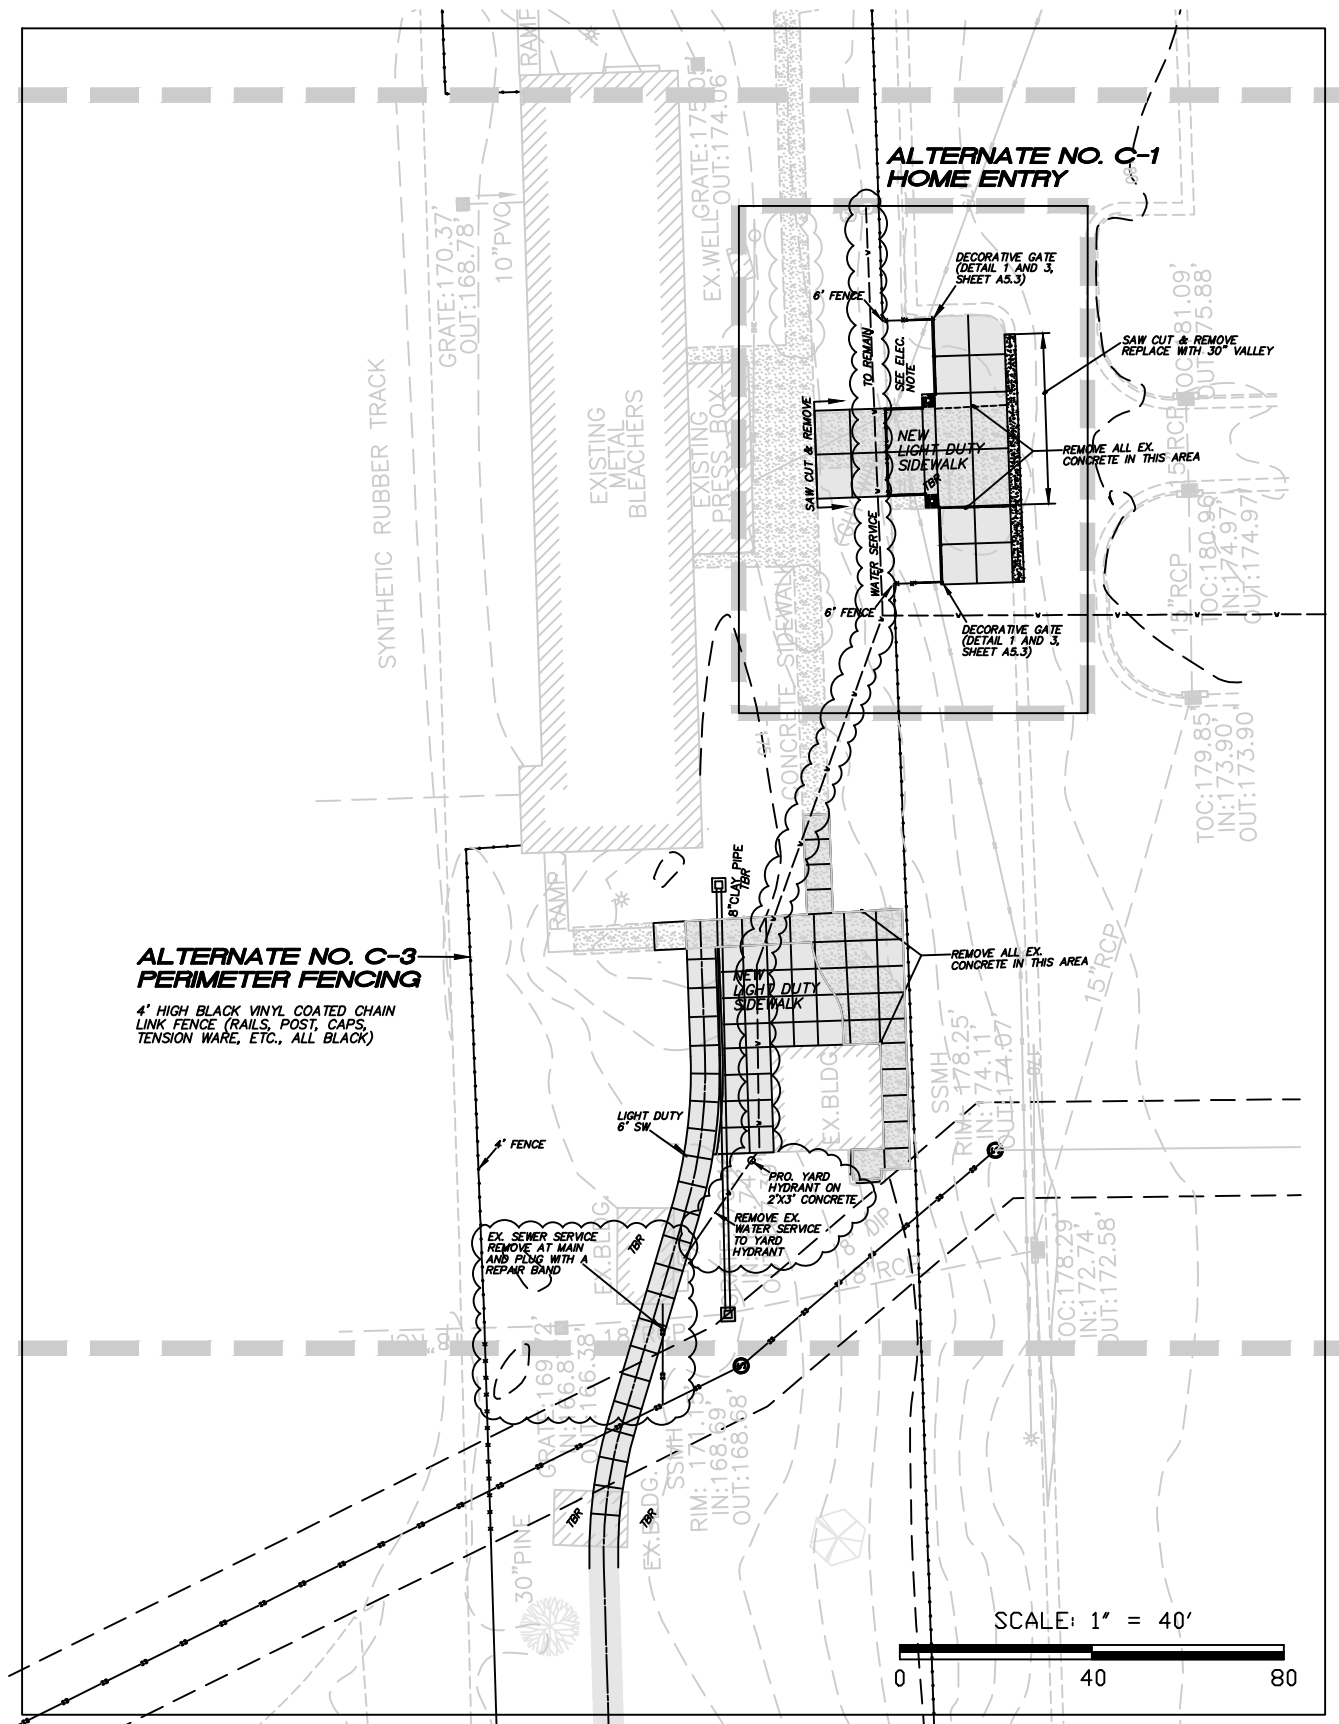 RAMP
EX.WELL
GRATE:175.05'
OUT:174.06'
ALTERNATE NO. C-1
HOME ENTRY
GRATE:170.37'
OUT:168.78'
10"PVC
DECORATIVE GATE
(DETAIL 1 AND 3,
SHEET A5.3)
6' FENCE
TO REMAIN
SEE ELEC.
NOTE
SAW CUT & REMOVE
REPLACE WITH 30" VALLEY
TOC:181.09'
OUT:175.88'
15"RCP
SYNTHETIC RUBBER TRACK
EXISTING
METAL
BLEACHERS
EXISTING
PRESS BOX
SAW CUT & REMOVE
NEW
LIGHT DUTY
SIDEWALK
TBR
REMOVE ALL EX.
CONCRETE IN THIS AREA
WATER SERVICE
6' FENCE
DECORATIVE GATE
(DETAIL 1 AND 3,
SHEET A5.3)
15"RCP
TOC:180.96'
IN:174.97'
OUT:174.97'
CONCRETE SIDEWALK
175
TOC:179.85'
IN:173.90'
OUT:173.90'
RAMP
8"CLAY PIPE
TBR
ALTERNATE NO. C-3
PERIMETER FENCING
4' HIGH BLACK VINYL COATED CHAIN
LINK FENCE (RAILS, POST, CAPS,
TENSION WARE, ETC., ALL BLACK)
NEW
LIGHT DUTY
SIDEWALK
REMOVE ALL EX.
CONCRETE IN THIS AREA
15"RCP
EX.BLDG.
SSMH
RIM: 178.25'
IN:174.11'
OUT:174.07'
LIGHT DUTY
6' SW
4' FENCE
PRO. YARD
HYDRANT ON
2'X3' CONCRETE
REMOVE EX.
WATER SERVICE
TO YARD
HYDRANT
EX. SEWER SERVICE
REMOVE AT MAIN
AND PLUG WITH A
REPAIR BAND
EX.BLDG.
TBR
8" DIP
18"RCP
TOC:178.29'
IN:172.74'
OUT:172.58'
OUT:166.38'
SSMH
IN:168.69'
OUT:168.68'
30"PINE
TBR
TBR
EX.BLDG.
SCALE: 1" = 40'
0
40
80